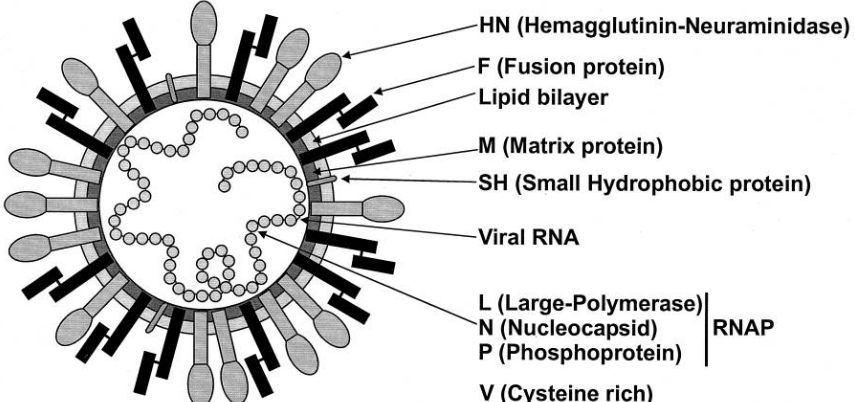 HN (Hemagglutinin-Neuraminidase)
F (Fusion protein)
Lipid bilayer
M (Matrix protein)
SH (Small Hydrophobic protein)
Viral RNA
L (Large-Polymerase)
N (Nucleocapsid)
RNAP
P (Phosphoprotein)
V (Cysteine rich)